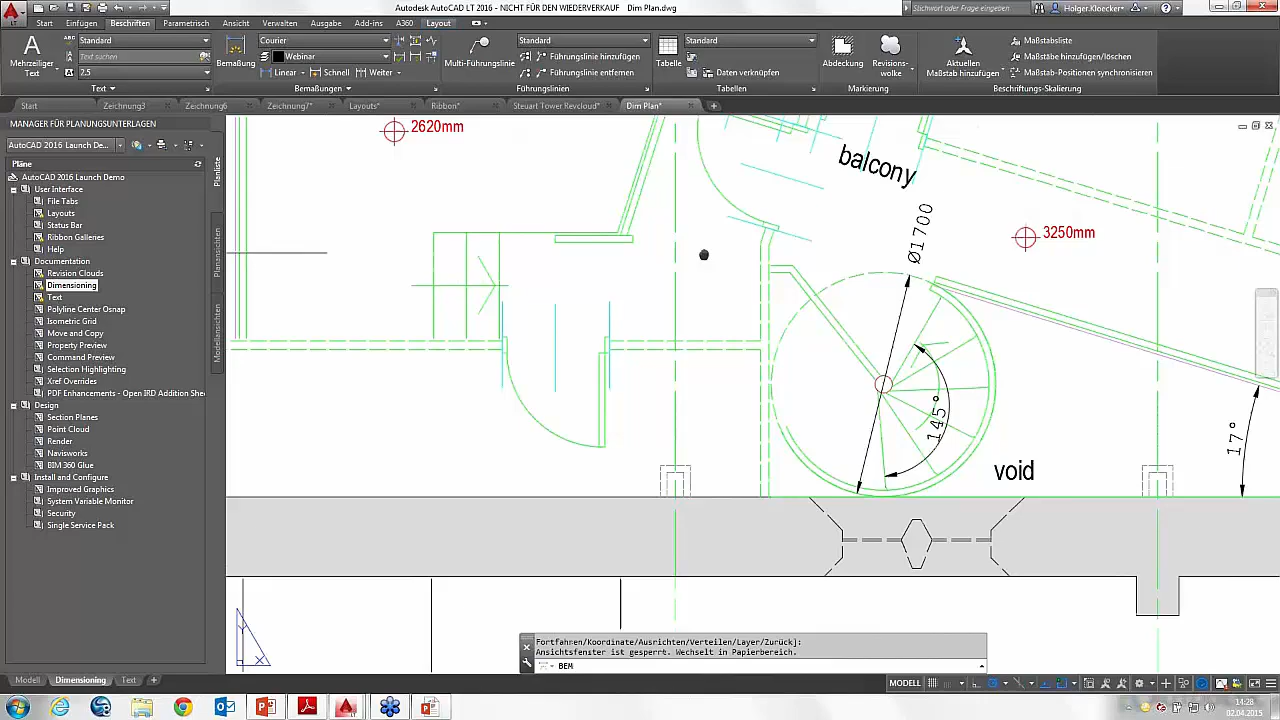 Autodesk AutoCAD LT 2016 - NICHT FÜR DEN WIEDERVERKAUF Dim Plan.dwg
Stichwort oder Frage eingeben
Holger.Kloecker
Start Einfügen Beschriften Parametrisch Ansicht Verwalten Ausgabe Add-ins A360 Layout
Mehrzeiliger Text
Standard
Text suchen
2.5
Text
Bemaßung
Courier
Webinar
Linear Schnell Weiter
Bemaßungen
Multi-Führungslinie
Standard
Führungslinie hinzufügen
Führungslinie entfernen
Führungslinien
Tabelle
Standard
Daten verknüpfen
Tabellen
Abdeckung
Revisions-wolke
Markierung
Aktuellen Maßstab hinzufügen
Maßstabsliste
Maßstäbe hinzufügen/löschen
Maßstab-Positionen synchronisieren
Beschriftungs-Skalierung
Start Zeichnung3 Zeichnung6 Zeichnung7* Layouts* Ribbon* Steuart Tower Revcloud* Dim Plan*
MANAGER FÜR PLANUNGSUNTERLAGEN
AutoCAD 2016 Launch De...
Pläne
AutoCAD 2016 Launch Demo
User Interface
File Tabs
Layouts
Status Bar
Ribbon Galleries
Help
Documentation
Revision Clouds
Dimensioning
Text
Polyline Center Osnap
Isometric Grid
Move and Copy
Property Preview
Command Preview
Selection Highlighting
Xref Overrides
PDF Enhancements - Open IRD Addition Shee
Design
Section Planes
Point Cloud
Render
Navisworks
BIM 360 Glue
Install and Configure
Improved Graphics
System Variable Monitor
Security
Single Service Pack
Planliste
Planansichten
Modellansichten
2620mm
balcony
Ø1700
3250mm
145°
17°
void
Y
X
Fortfahren/Koordinate/Ausrichten/Verteilen/Layer/Zurück]:
Ansichtsfenster ist gesperrt. Wechselt in Papierbereich.
BEM
Modell Dimensioning Text
MODELL
14:28
02.04.2015